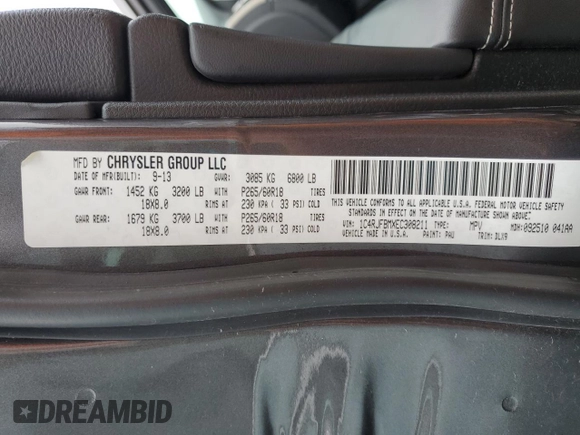 MFD BY CHRYSLER GROUP LLC
DATE OF MFR(BUILT): 9-13 GVWR: 3085 KG 6800 LB
GAWR FRONT: 1452 KG 3200 LB WITH P265/60R18 TIRES
18X8.0 RIMS AT 230 KPA ( 33 PSI) COLD
GAWR REAR: 1679 KG 3700 LB WITH P265/60R18 TIRES
18X8.0 RIMS AT 230 KPA ( 33 PSI) COLD
THIS VEHICLE CONFORMS TO ALL APPLICABLE U.S.A. FEDERAL MOTOR VEHICLE SAFETY
STANDARDS IN EFFECT ON THE DATE OF MANUFACTURE SHOWN ABOVE.
VIN: 1C4RJFBMXEC308211 TYPE: MPV MDH: 092510 041AA
VEHICLE MADE IN U.S.A. PAINT: PAU TRIM: DLX9
DREAMBID